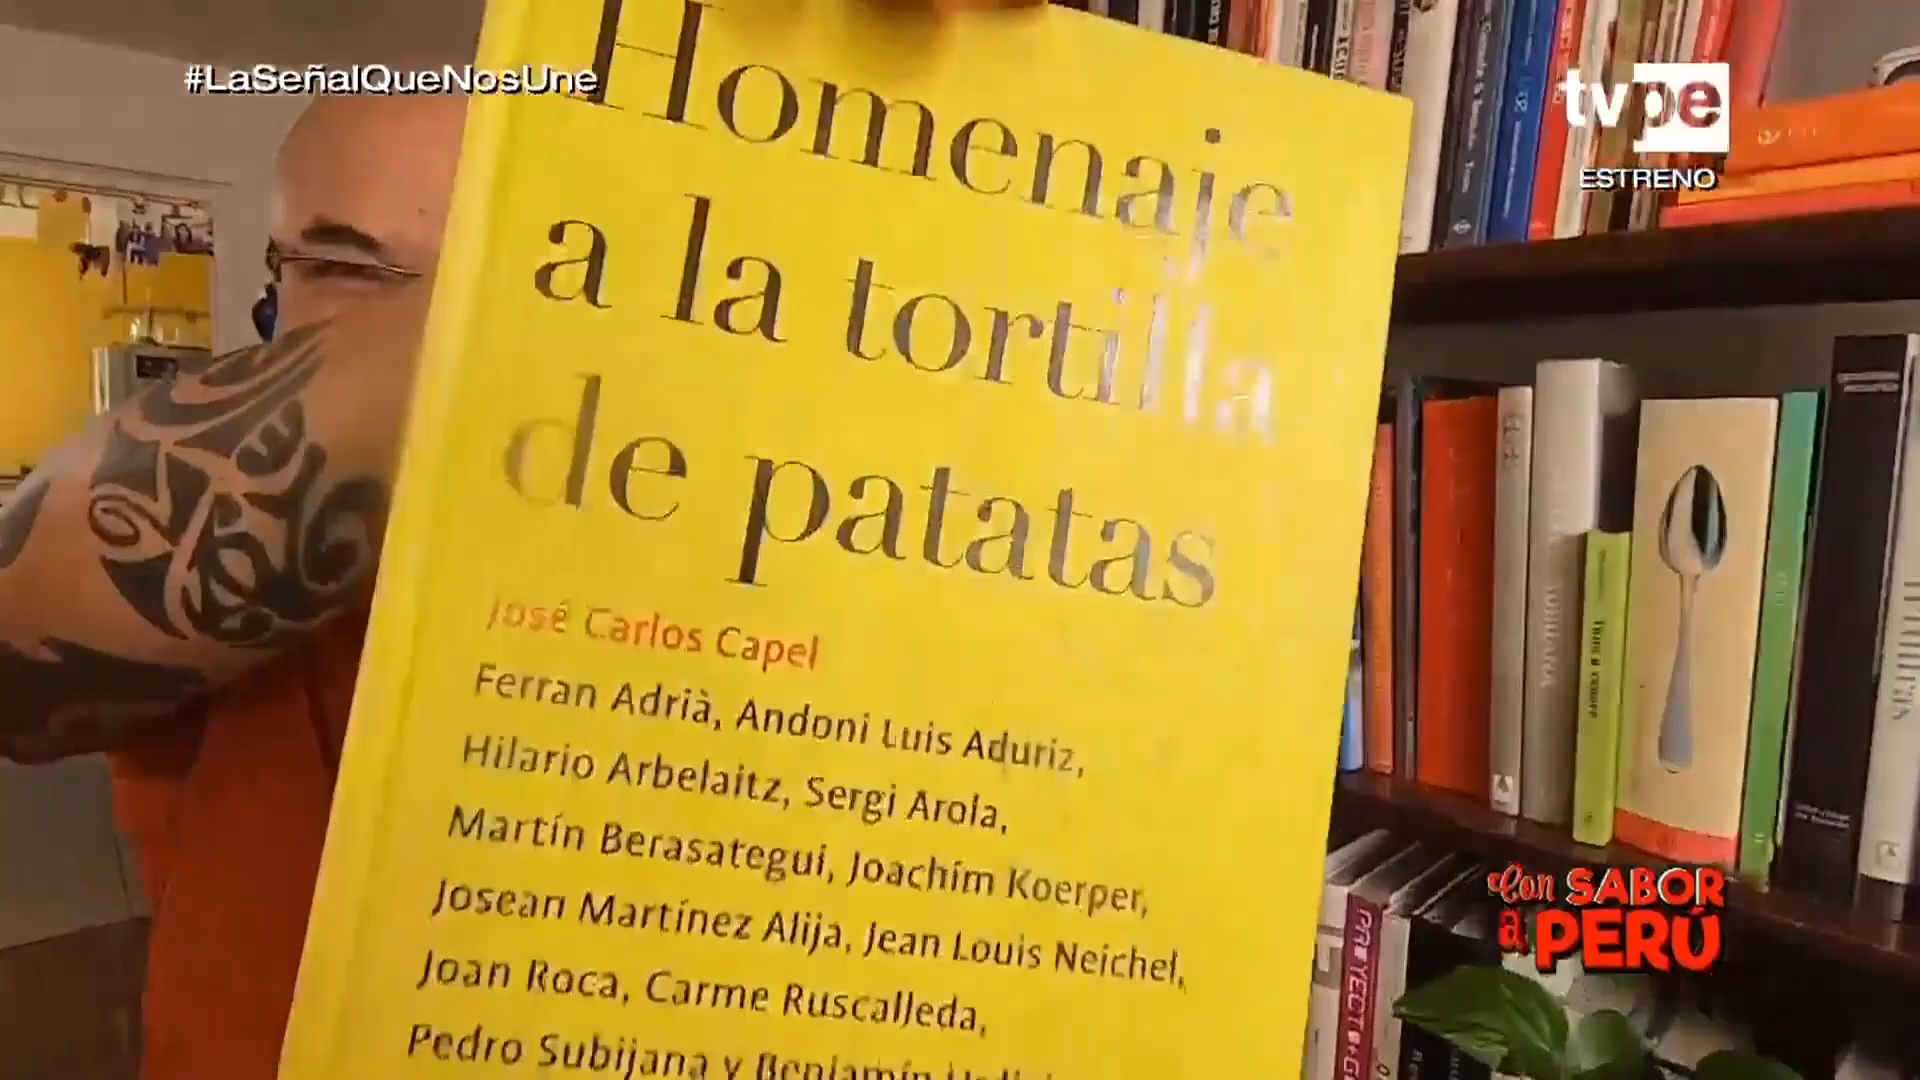 #LaSeñalQueNosUne
tvpe
ESTRENO
Homenaje
a la tortilla
de patatas
José Carlos Capel
Ferran Adrià, Andoni Luis Aduriz,
Hilario Arbelaitz, Sergi Arola,
Martín Berasategui, Joachim Koerper,
Josean Martínez Alija, Jean Louis Neichel,
Joan Roca, Carme Ruscalleda,
Pedro Subijana y Benjamín
Con SABOR
a PERÚ